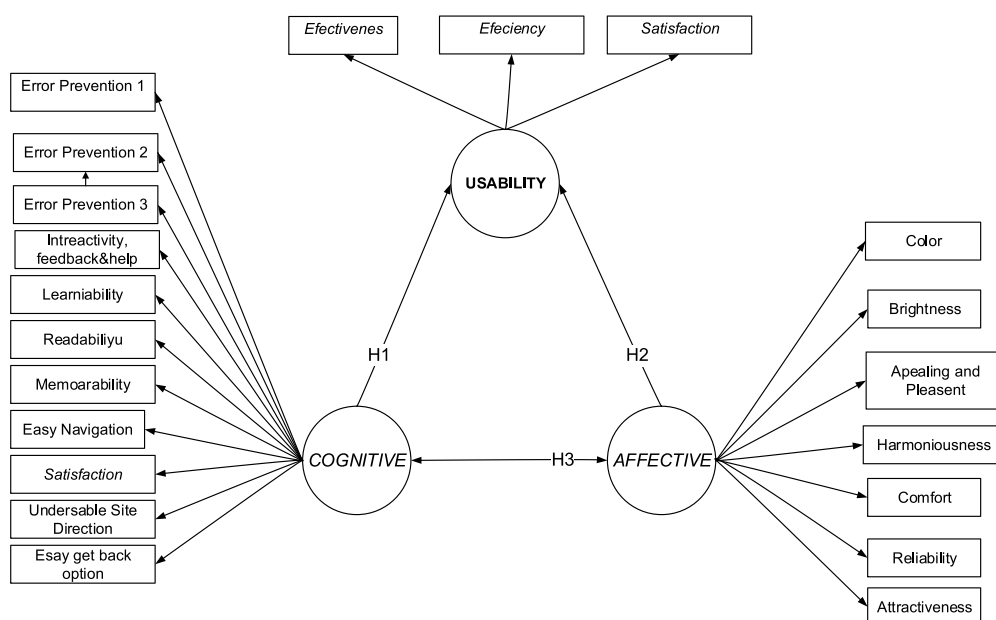 Efectivenes
Efeciency
Satisfaction
Error Prevention 1
Error Prevention 2
Error Prevention 3
Intreactivity,
feedback&help
Learniability
Readabiliyu
Memoarability
Easy Navigation
Satisfaction
Undersable Site
Direction
Esay get back
option
USABILITY
H1
H2
COGNITIVE
H3
AFFECTIVE
Color
Brightness
Apealing and
Pleasent
Harmoniousness
Comfort
Reliability
Attractiveness